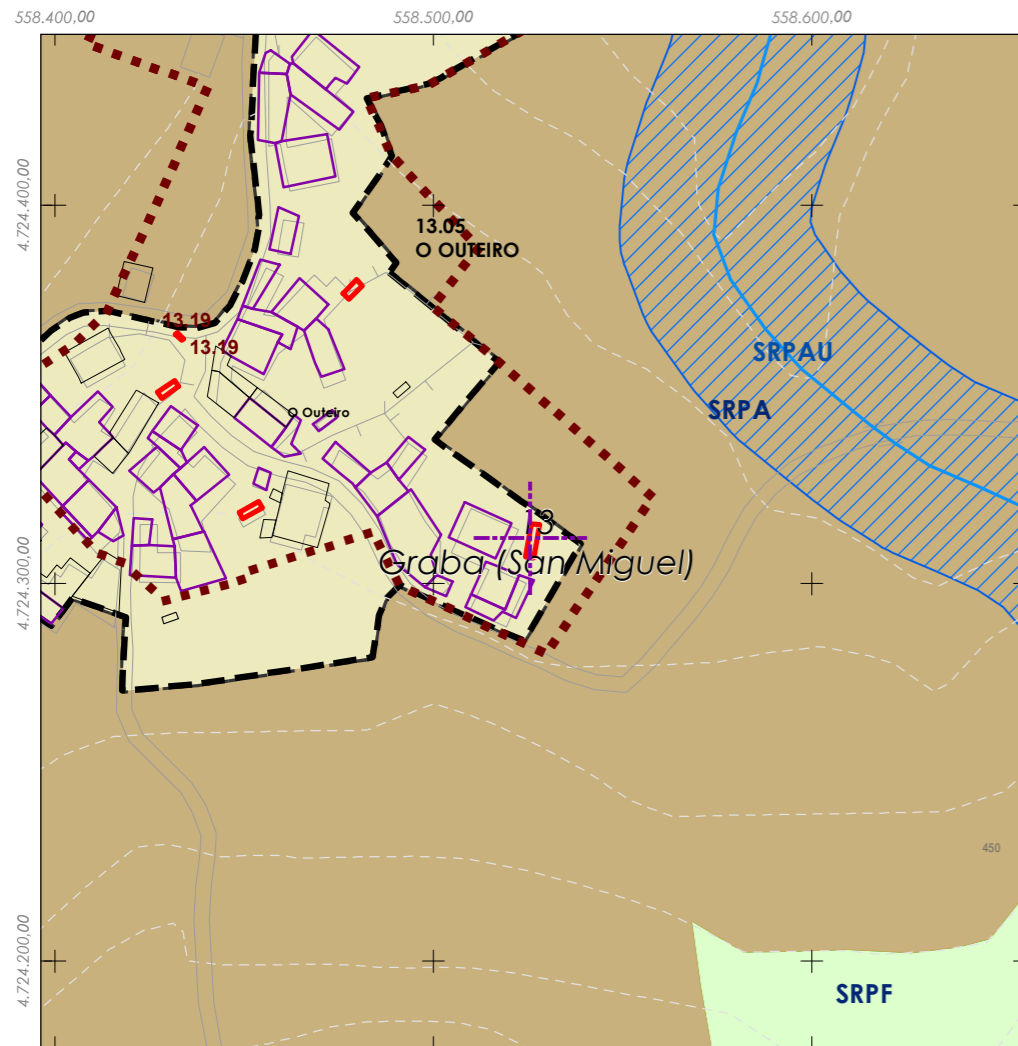 558.400,00
558.500,00
558.600,00
4.724.400,00
13.05
O OUTEIRO
13.19
13.19
SRPAU
SRPA
O Outeiro
13
Graba (San Miguel)
4.724.300,00
450
4.724.200,00
SRPF